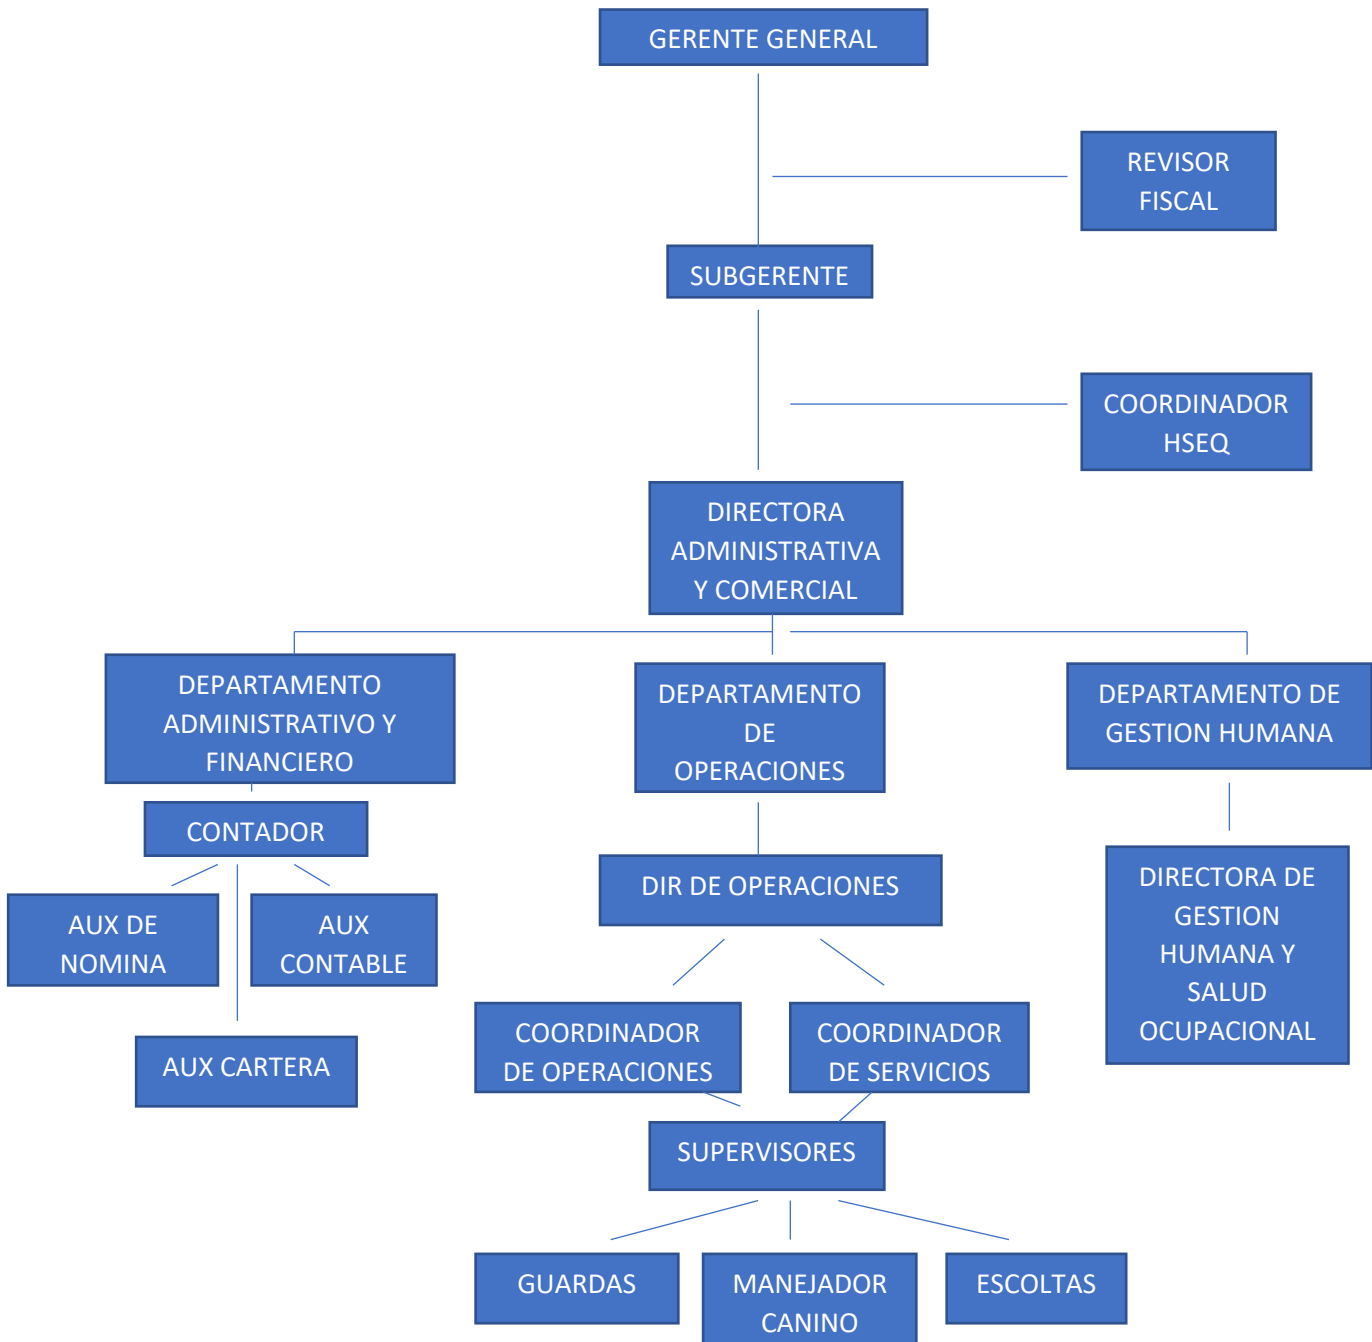 GERENTE GENERAL
REVISOR
FISCAL
SUBGERENTE
COORDINADOR
HSEQ
DIRECTORA
ADMINISTRATIVA
Y COMERCIAL
DEPARTAMENTO
ADMINISTRATIVO Y
FINANCIERO
DEPARTAMENTO
DE
OPERACIONES
DEPARTAMENTO DE
GESTION HUMANA
CONTADOR
AUX DE
NOMINA
AUX
CONTABLE
AUX CARTERA
DIR DE OPERACIONES
COORDINADOR
DE OPERACIONES
COORDINADOR
DE SERVICIOS
DIRECTORA DE
GESTION
HUMANA Y
SALUD
OCUPACIONAL
SUPERVISORES
GUARDAS
MANEJADOR
CANINO
ESCOLTAS